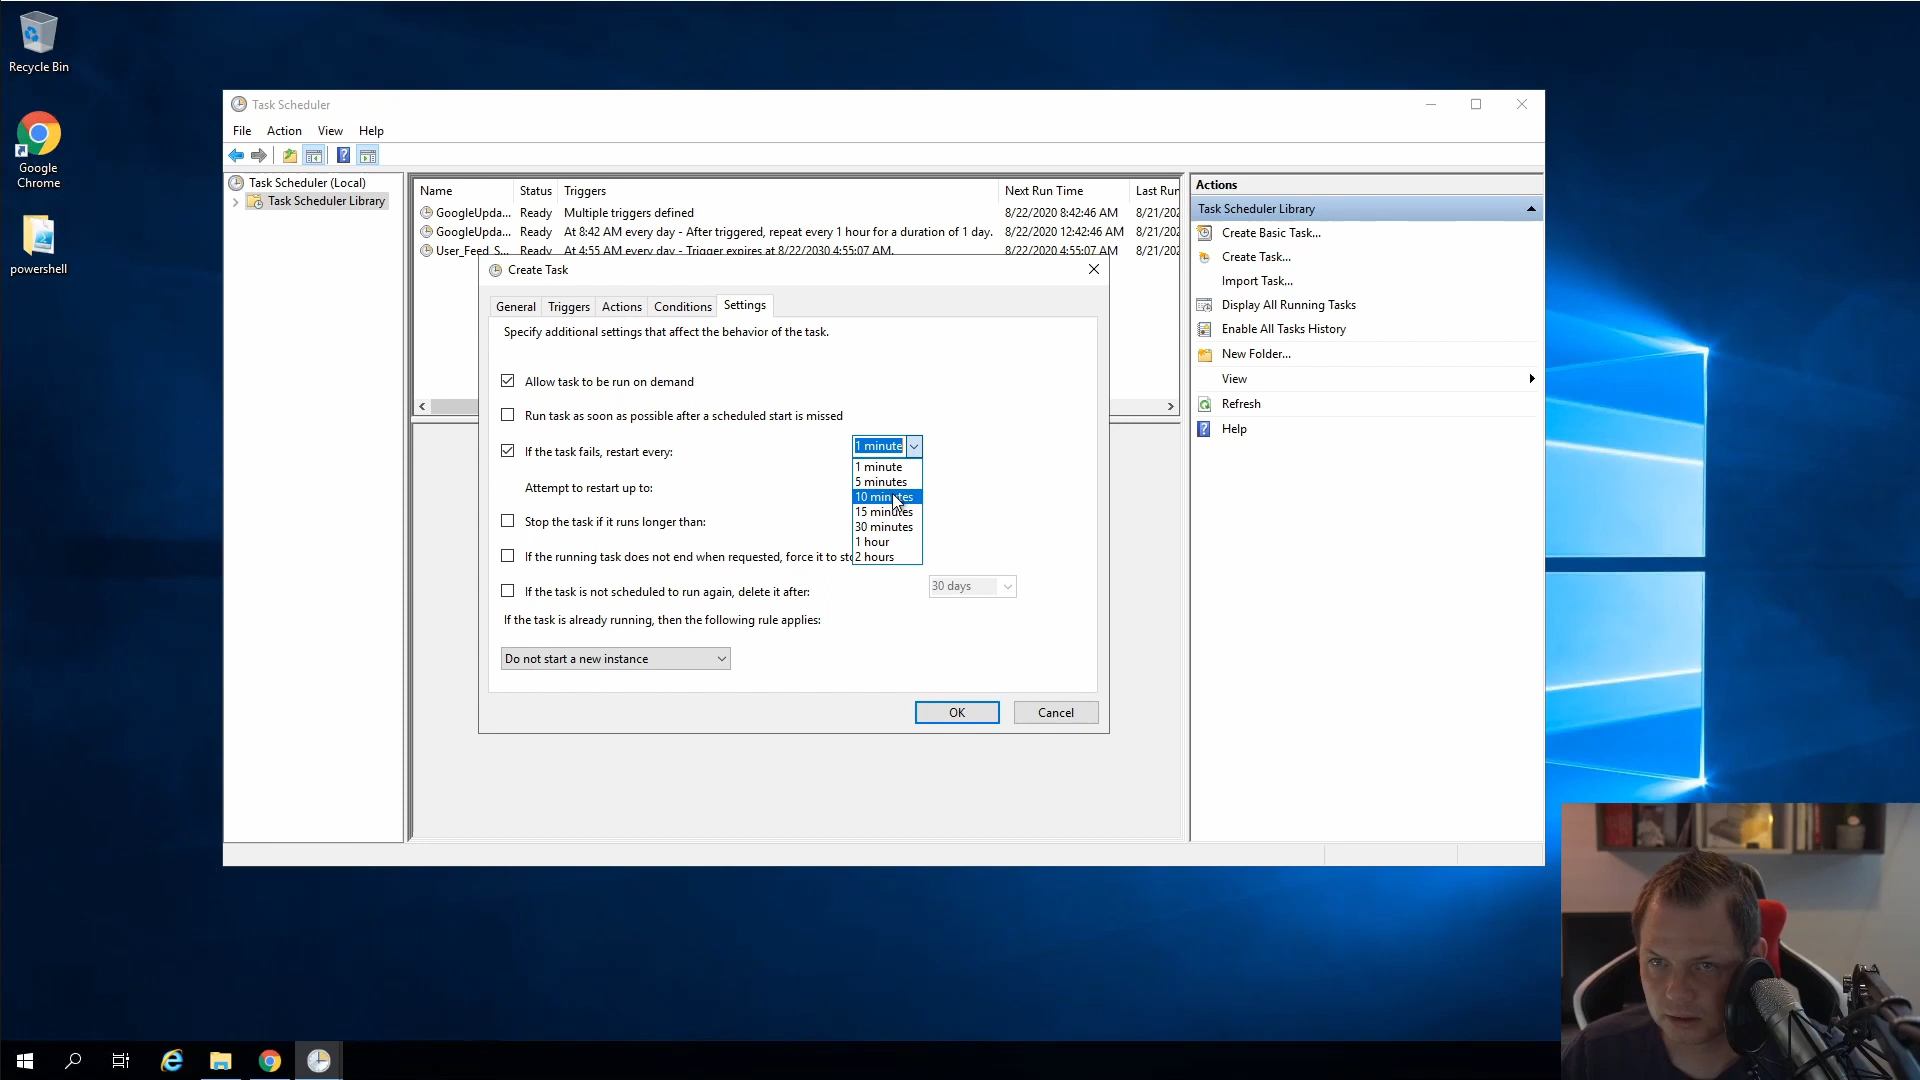 Recycle Bin
Google
Chrome
powershell
Task Scheduler
File Action View Help
Task Scheduler (Local)
Task Scheduler Library
Name Status Triggers Next Run Time Last Run
GoogleUpda... Ready Multiple triggers defined 8/22/2020 8:42:46 AM 8/21/202
GoogleUpda... Ready At 8:42 AM every day - After triggered, repeat every 1 hour for a duration of 1 day. 8/22/2020 12:42:46 AM 8/21/202
User_Feed_S... Ready At 4:55 AM every day - Trigger expires at 8/22/2030 4:55:07 AM. 8/22/2020 4:55:07 AM 8/21/202
Actions
Task Scheduler Library
Create Basic Task...
Create Task...
Import Task...
Display All Running Tasks
Enable All Tasks History
New Folder...
View
Refresh
Help
Create Task
General Triggers Actions Conditions Settings
Specify additional settings that affect the behavior of the task.
Allow task to be run on demand
Run task as soon as possible after a scheduled start is missed
If the task fails, restart every: 1 minute
1 minute
5 minutes
10 minutes
15 minutes
30 minutes
1 hour
2 hours
Attempt to restart up to:
Stop the task if it runs longer than:
If the running task does not end when requested, force it to sto
If the task is not scheduled to run again, delete it after: 30 days
If the task is already running, then the following rule applies:
Do not start a new instance
OK Cancel